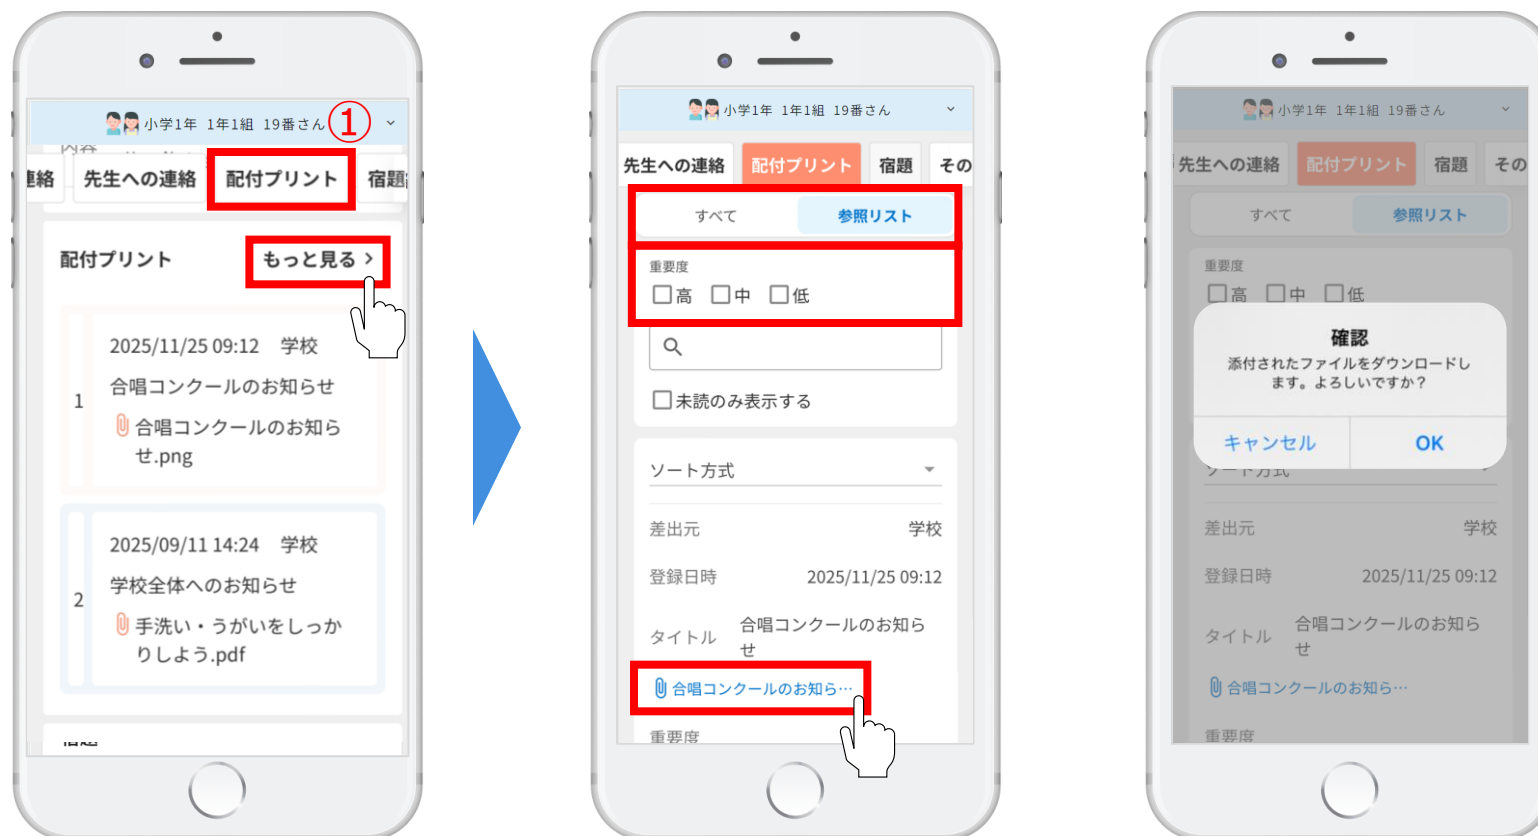 小学1年 1年1組 19番さん
①
内容
連絡 先生への連絡 配付プリント 宿題
配付プリント もっと見る >
2025/11/25 09:12 学校
合唱コンクールのお知らせ
1
合唱コンクールのお知ら
せ.png
2025/09/11 14:24 学校
学校全体へのお知らせ
2
手洗い・うがいをしっか
りしよう.pdf
宿題
小学1年 1年1組 19番さん
先生への連絡 配付プリント 宿題 その
すべて 参照リスト
重要度
高 中 低
未読のみ表示する
ソート方式
差出元 学校
登録日時 2025/11/25 09:12
タイトル 合唱コンクールのお知ら
せ
合唱コンクールのお知ら…
重要度
小学1年 1年1組 19番さん
先生への連絡 配付プリント 宿題 その
すべて 参照リスト
重要度
高 中 低
確認
添付されたファイルをダウンロードし
ます。よろしいですか？
キャンセル OK
ソート方式
差出元 学校
登録日時 2025/11/25 09:12
タイトル 合唱コンクールのお知ら
せ
合唱コンクールのお知ら…
重要度